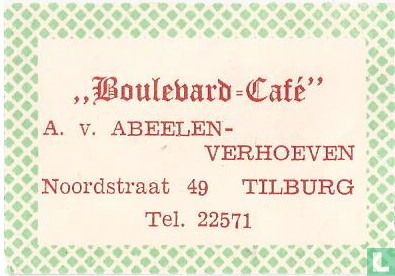 „Boulevard=Café”
A. v. ABEELEN-
VERHOEVEN
Noordstraat 49 TILBURG
Tel. 22571
L